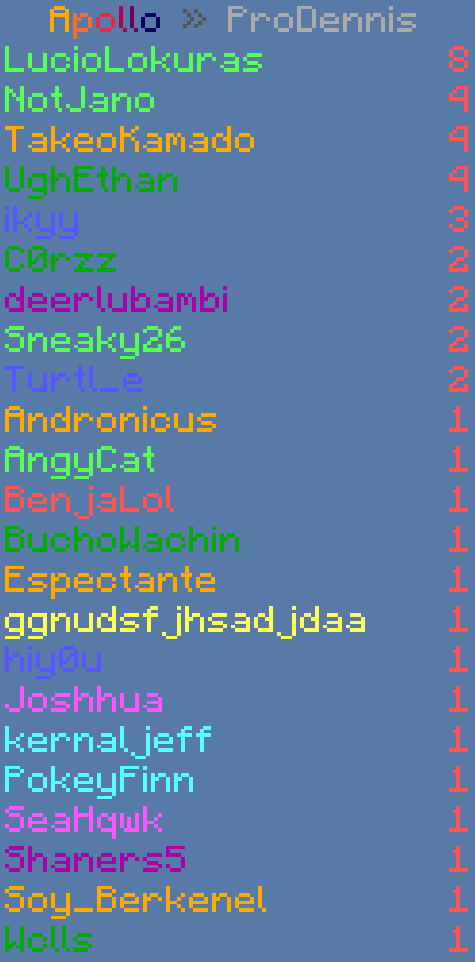 Apollo » ProDennis
LucioLokuras 8
NotJano 4
TakeoKamado 4
UghEthan 4
ikyy 3
C0rzz 2
deerlubambi 2
Sneaky26 2
Turtl_e 2
Andronicus 1
AngyCat 1
BenjaLol 1
BuchoWachin 1
Espectante 1
ggnudsfjhsadjdaa 1
hiy0u 1
Joshhua 1
kernaljeff 1
PokeyFinn 1
SeaHqwk 1
Shaners5 1
Soy_Berkenel 1
Wolls 1